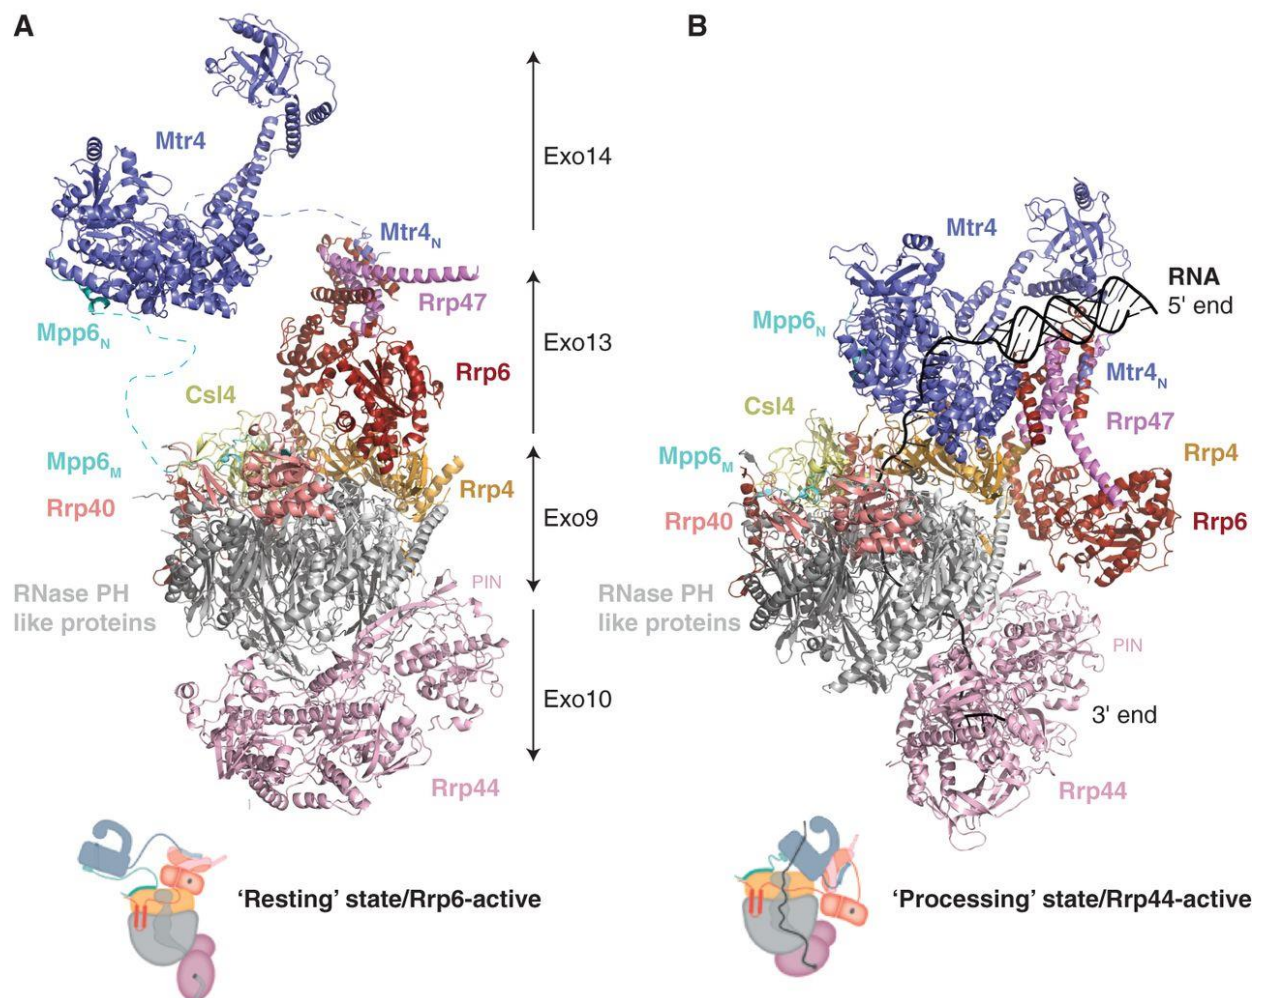 A
Mtr4
Exo14
Mtr4N
Rrp47
Mpp6N
Exo13
Rrp6
Csl4
Mpp6M
Rrp40
Rrp4
Exo9
RNase PH
like proteins
PIN
Exo10
Rrp44
‘Resting’ state/Rrp6-active
B
Mtr4
RNA
5' end
Mpp6N
Mtr4N
Csl4
Rrp47
Mpp6M
Rrp4
Rrp40
Rrp6
RNase PH
like proteins
PIN
3' end
Rrp44
‘Processing’ state/Rrp44-active